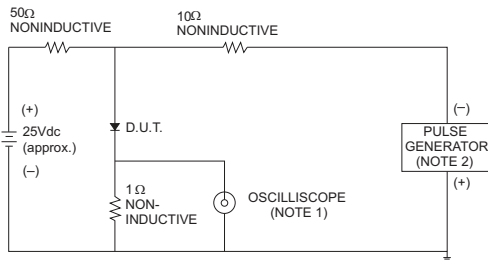 50Ω
NONINDUCTIVE
10Ω
NONINDUCTIVE
(+)
25Vdc
(approx.)
(–)
D.U.T.
1Ω
NON-
INDUCTIVE
OSCILLISCOPE
(NOTE 1)
(–)
PULSE
GENERATOR
(NOTE 2)
(+)